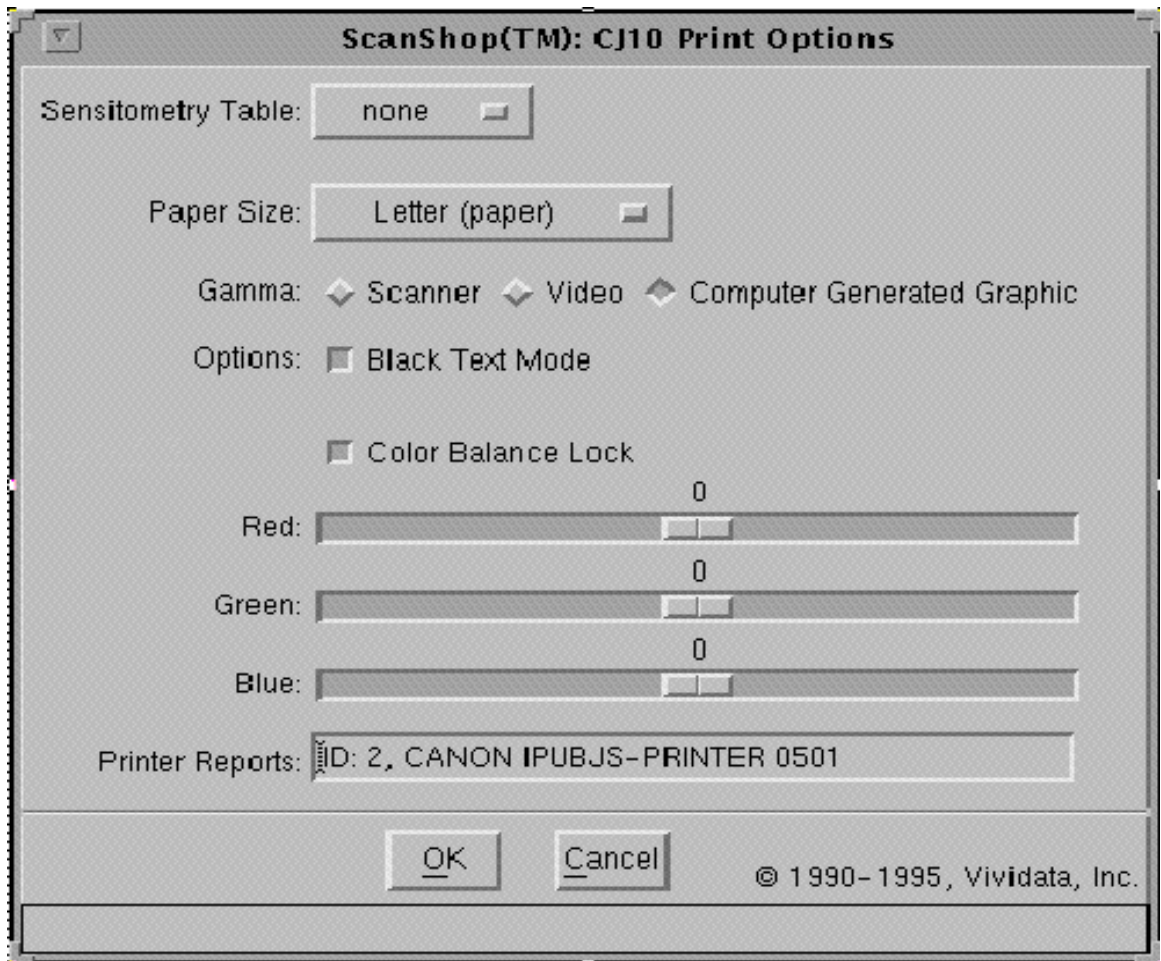 ScanShop(TM): CJ10 Print Options
Sensitometry Table: none
Paper Size: Letter (paper)
Gamma: Scanner Video Computer Generated Graphic
Options: Black Text Mode
Color Balance Lock
0
Red:
0
Green:
0
Blue:
Printer Reports: ID: 2, CANON IPUBJS-PRINTER 0501
OK Cancel
© 1990-1995, Vividata, Inc.